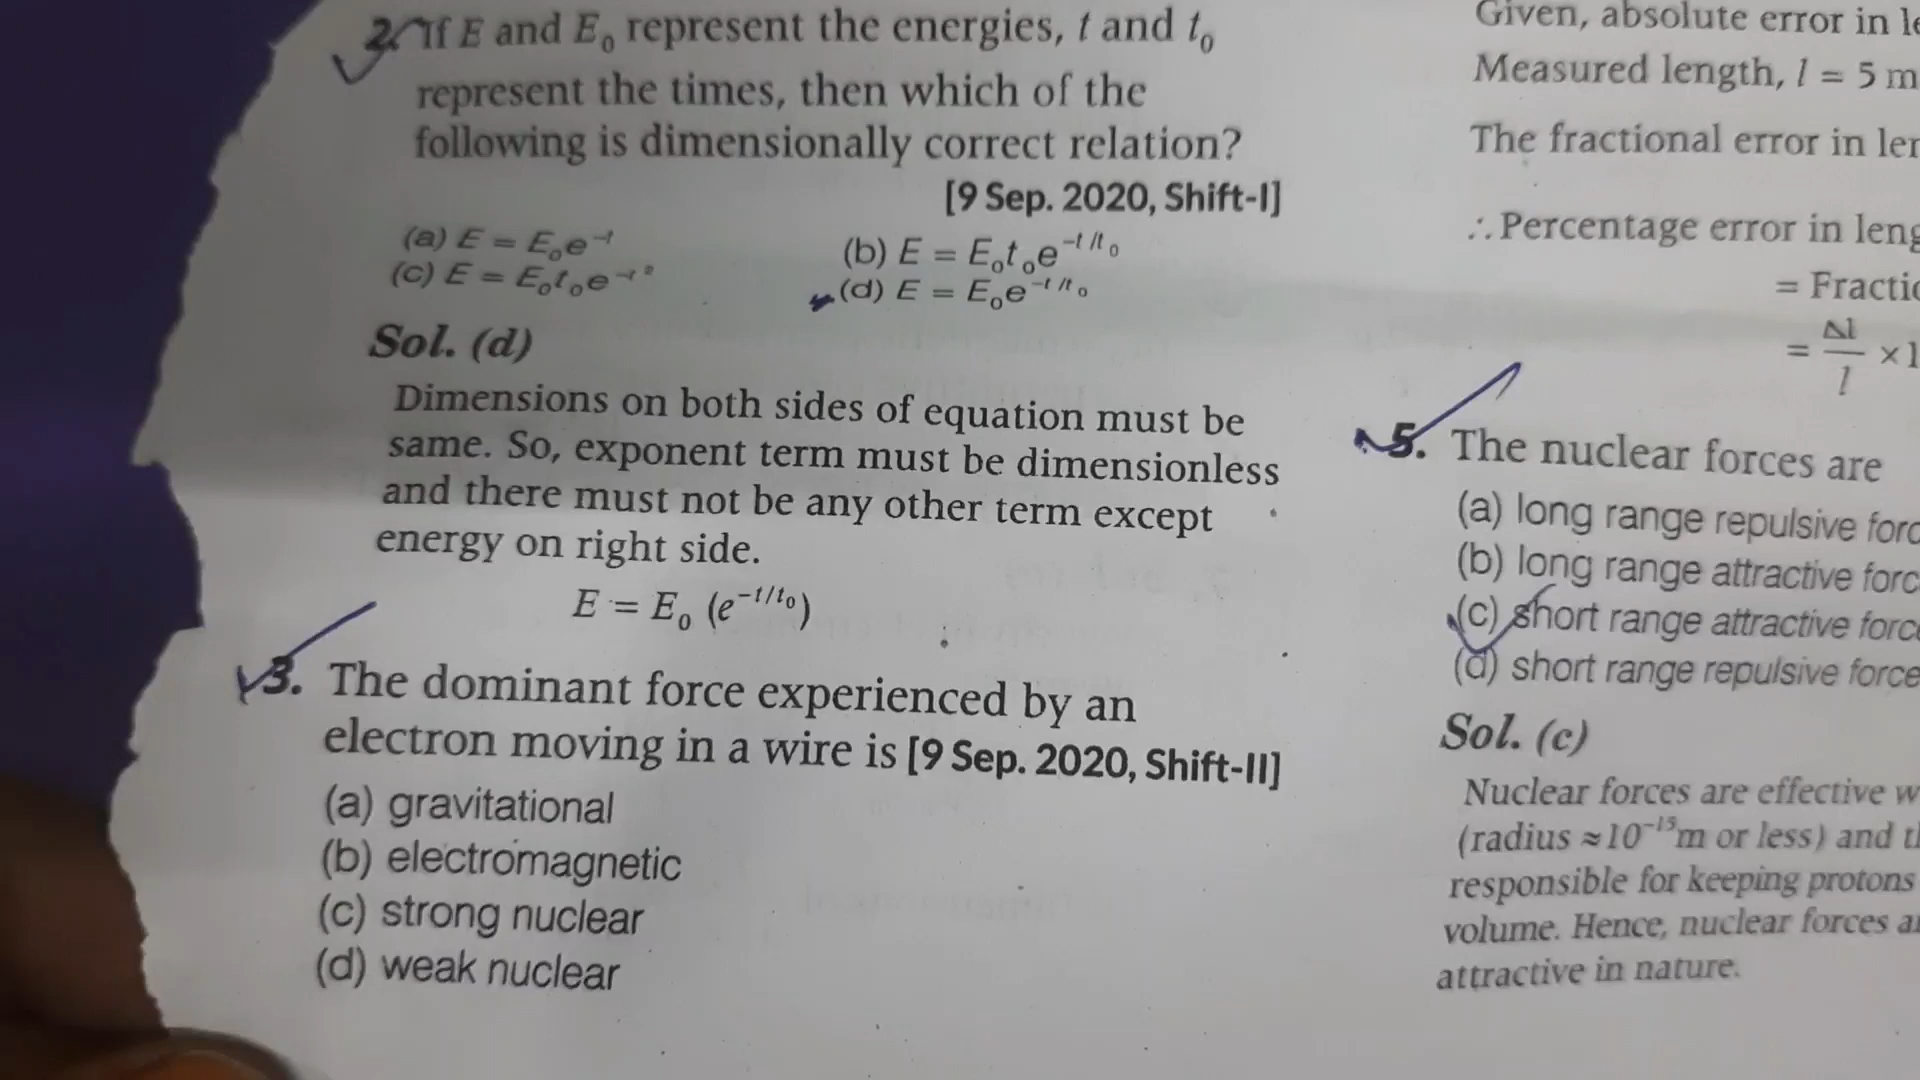 2. If E and E₀ represent the energies, t and t₀
represent the times, then which of the
following is dimensionally correct relation?
[9 Sep. 2020, Shift-I]
(a) E = E₀e⁻ᵗ
(b) E = E₀t₀e^(-t/t₀)
(c) E = E₀t₀e^(-t²)
(d) E = E₀e^(-t/t₀)
Sol. (d)
Dimensions on both sides of equation must be
same. So, exponent term must be dimensionless
and there must not be any other term except
energy on right side.
E = E₀ (e^(-t/t₀))
3. The dominant force experienced by an
electron moving in a wire is [9 Sep. 2020, Shift-II]
(a) gravitational
(b) electromagnetic
(c) strong nuclear
(d) weak nuclear
Given, absolute error in
Measured length, l = 5 m
The fractional error in
∴ Percentage error in
=
= Δl/l ×
5. The nuclear forces are
(a) long range repulsive
(b) long range attractive
(c) short range attractive
(d) short range repulsive force
Sol. (c)
Nuclear forces are effective
(radius ≈10⁻¹⁵m or less) and
responsible for keeping protons
volume. Hence, nuclear forces
attractive in nature.